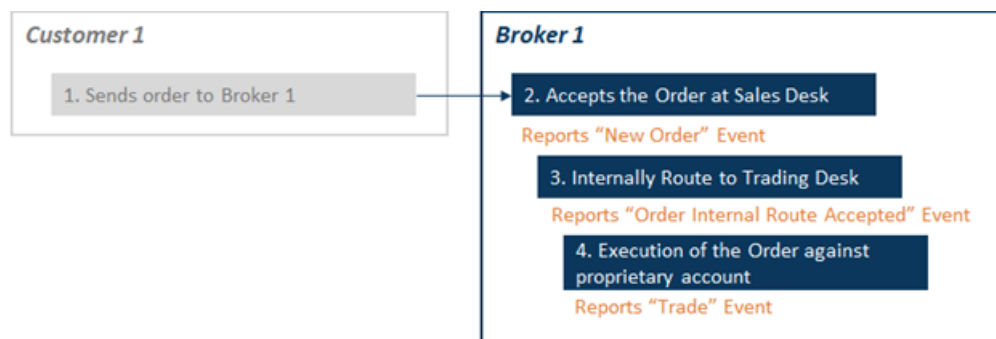 Customer 1
1. Sends order to Broker 1
Broker 1
2. Accepts the Order at Sales Desk
Reports “New Order” Event
3. Internally Route to Trading Desk
Reports “Order Internal Route Accepted” Event
4. Execution of the Order against
proprietary account
Reports “Trade” Event